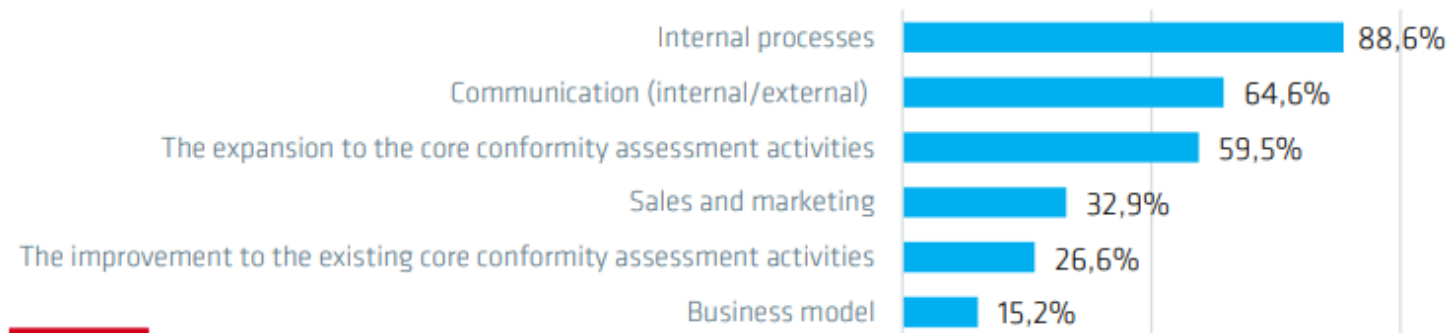 Internal processes 88,6%
Communication (internal/external) 64,6%
The expansion to the core conformity assessment activities 59,5%
Sales and marketing 32,9%
The improvement to the existing core conformity assessment activities 26,6%
Business model 15,2%